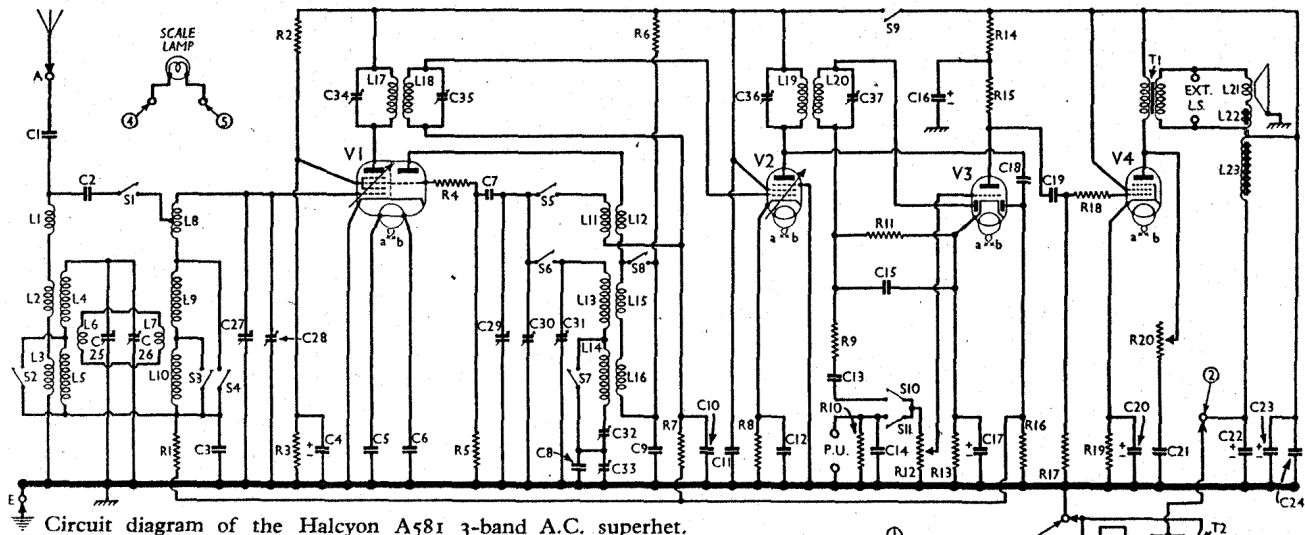 SCALE
LAMP
A
④ ⑤
C1
C2
S1
L1
L2
L3
S2
L4
L5
L6
C
25
L7
C
26
L8
L9
L10
S3
S4
R1
C3
C27
C28
R2
R3
C4
C34
L17
L18
C35
V1
a b
R4
C7
R5
C5
C6
S5
S6
C29
C30
C31
L11
L12
L13
L14
L15
L16
S7
S8
C8
C32
C33
R6
R7
C9
C10
C11
C36
L19
L20
C37
V2
a b
R8
C12
S9
R14
R15
C16
V3
a b
R11
C15
R9
C13
S10
S11
R10
P.U.
C14
R12
R13
C17
C18
R16
C19
R17
R18
V4
a b
R19
C20
R20
C21
T1
EXT.
L.S.
L21
L22
L23
②
C22
C23
C24
E
Circuit diagram of the Halcyon A581 3-band A.C. superhet.
①
T2